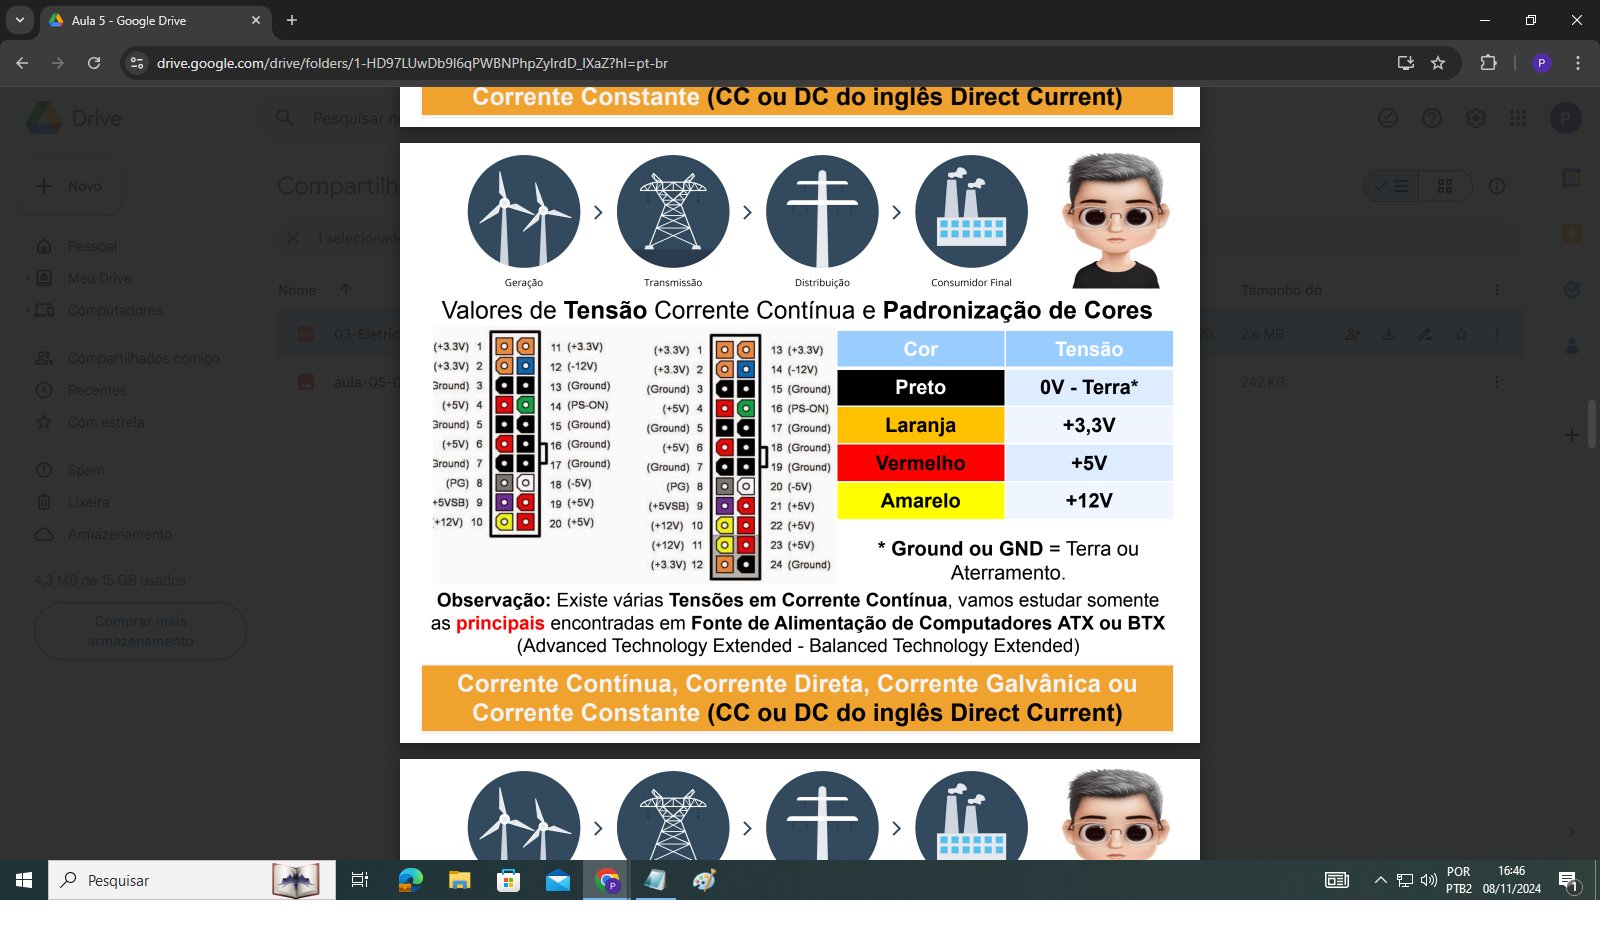 Aula 5 - Google Drive
drive.google.com/drive/folders/1-HD97LUwDb9l6qPWBNPhpZyIrdD_lXaZ?hl=pt-br
P
Drive
Pesquisar n
P
Novo
Compartilh
1 selecionado
Pessoal
Meu Drive
Computadores
Compartilhados comigo
Recentes
Com estrela
Spam
Lixeira
Armazenamento
4,3 MB de 15 GB usados
Comprar mais
armazenamento
Nome
Tamanho do
03-Eletric
2,6 MB
aula-05-
242 KB
Corrente Constante (CC ou DC do inglês Direct Current)
Geração
Transmissão
Distribuição
Consumidor Final
Valores de Tensão Corrente Contínua e Padronização de Cores
(+3.3V) 1 11 (+3.3V)
(+3.3V) 2 12 (-12V)
Ground) 3 13 (Ground)
(+5V) 4 14 (PS-ON)
Ground) 5 15 (Ground)
(+5V) 6 16 (Ground)
Ground) 7 17 (Ground)
(PG) 8 18 (-5V)
+5VSB) 9 19 (+5V)
+12V) 10 20 (+5V)
(+3.3V) 1 13 (+3.3V)
(+3.3V) 2 14 (-12V)
(Ground) 3 15 (Ground)
(+5V) 4 16 (PS-ON)
(Ground) 5 17 (Ground)
(+5V) 6 18 (Ground)
(Ground) 7 19 (Ground)
(PG) 8 20 (-5V)
(+5VSB) 9 21 (+5V)
(+12V) 10 22 (+5V)
(+12V) 11 23 (+5V)
(+3.3V) 12 24 (Ground)
Cor Tensão
Preto 0V - Terra*
Laranja +3,3V
Vermelho +5V
Amarelo +12V
* Ground ou GND = Terra ou
Aterramento.
Observação: Existe várias Tensões em Corrente Contínua, vamos estudar somente
as principais encontradas em Fonte de Alimentação de Computadores ATX ou BTX
(Advanced Technology Extended - Balanced Technology Extended)
Corrente Contínua, Corrente Direta, Corrente Galvânica ou
Corrente Constante (CC ou DC do inglês Direct Current)
Pesquisar
P
POR
PTB2
16:46
08/11/2024
1